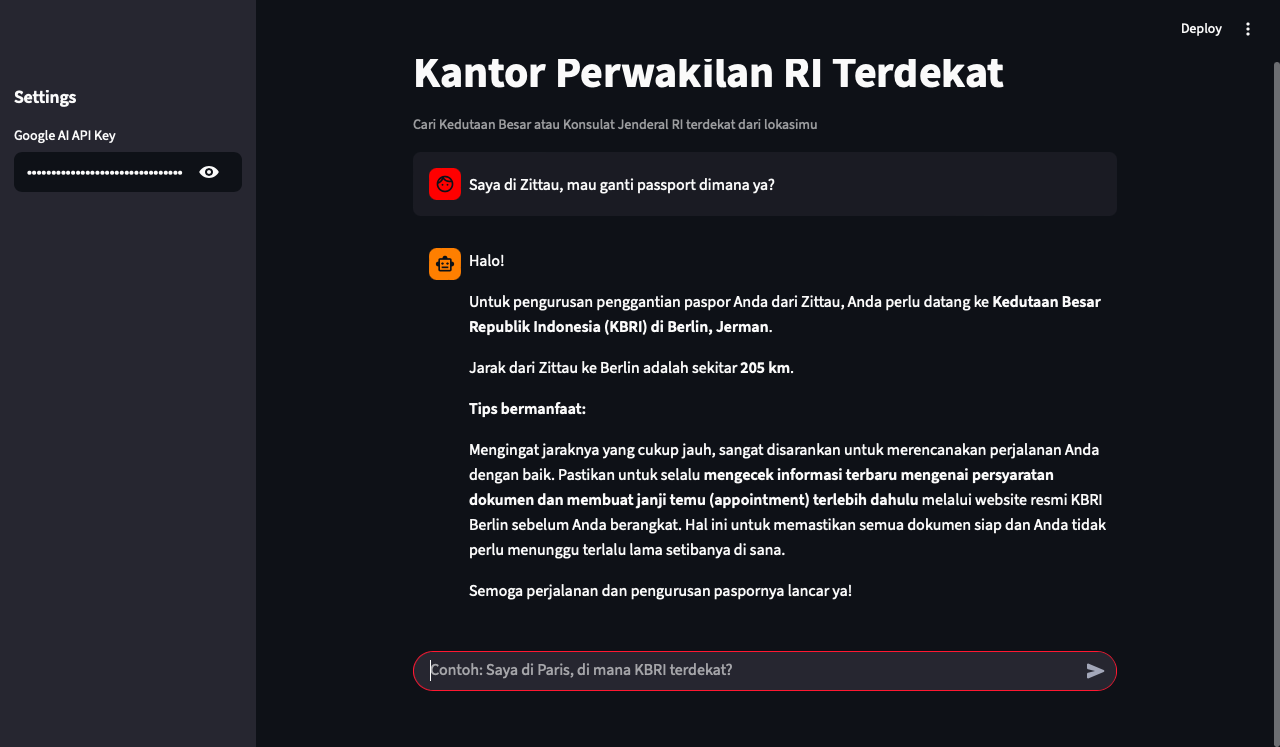 Deploy
Settings
Google AI API Key
••••••••••••••••••••••••••••••••
Kantor Perwakilan RI Terdekat
Cari Kedutaan Besar atau Konsulat Jenderal RI terdekat dari lokasimu
Saya di Zittau, mau ganti passport dimana ya?
Halo!
Untuk pengurusan penggantian paspor Anda dari Zittau, Anda perlu datang ke Kedutaan Besar
Republik Indonesia (KBRI) di Berlin, Jerman.
Jarak dari Zittau ke Berlin adalah sekitar 205 km.
Tips bermanfaat:
Mengingat jaraknya yang cukup jauh, sangat disarankan untuk merencanakan perjalanan Anda
dengan baik. Pastikan untuk selalu mengecek informasi terbaru mengenai persyaratan
dokumen dan membuat janji temu (appointment) terlebih dahulu melalui website resmi KBRI
Berlin sebelum Anda berangkat. Hal ini untuk memastikan semua dokumen siap dan Anda tidak
perlu menunggu terlalu lama setibanya di sana.
Semoga perjalanan dan pengurusan paspornya lancar ya!
Contoh: Saya di Paris, di mana KBRI terdekat?